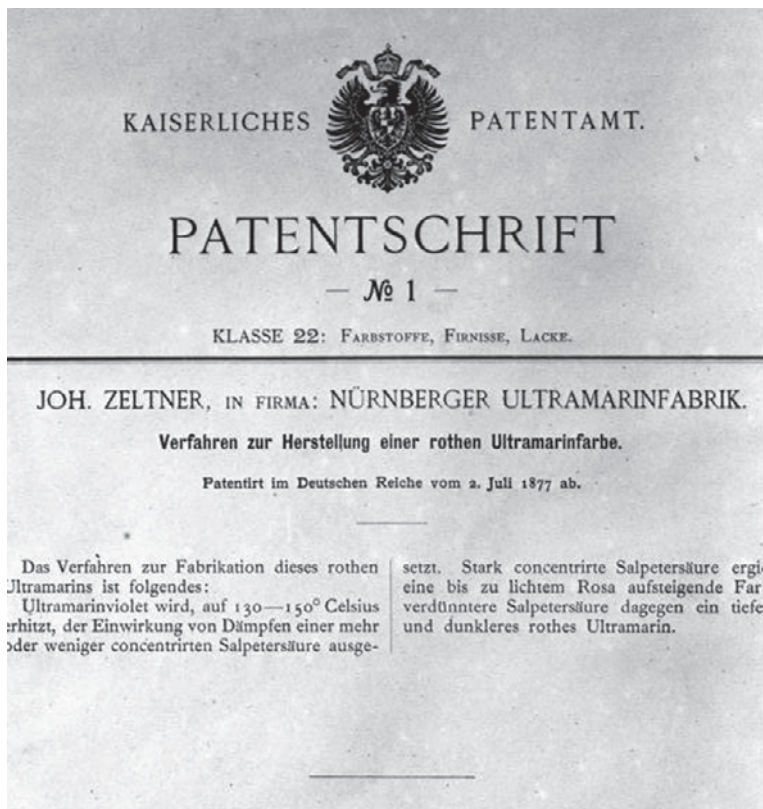 KAISERLICHES PATENTAMT.
PATENTSCHRIFT
— № 1 —
KLASSE 22: FARBSTOFFE, FIRNISSE, LACKE.
JOH. ZELTNER, IN FIRMA: NÜRNBERGER ULTRAMARINFABRIK.
Verfahren zur Herstellung einer rothen Ultramarinfarbe.
Patentirt im Deutschen Reiche vom 2. Juli 1877 ab.
Das Verfahren zur Fabrikation dieses rothen
Ultramarins ist folgendes:
Ultramarinviolet wird, auf 130—150° Celsius
erhitzt, der Einwirkung von Dämpfen einer mehr
oder weniger concentrirten Salpetersäure ausge-
setzt. Stark concentrirte Salpetersäure ergi
eine bis zu lichtem Rosa aufsteigende Far
verdünntere Salpetersäure dagegen ein tiefe
und dunkleres rothes Ultramarin.